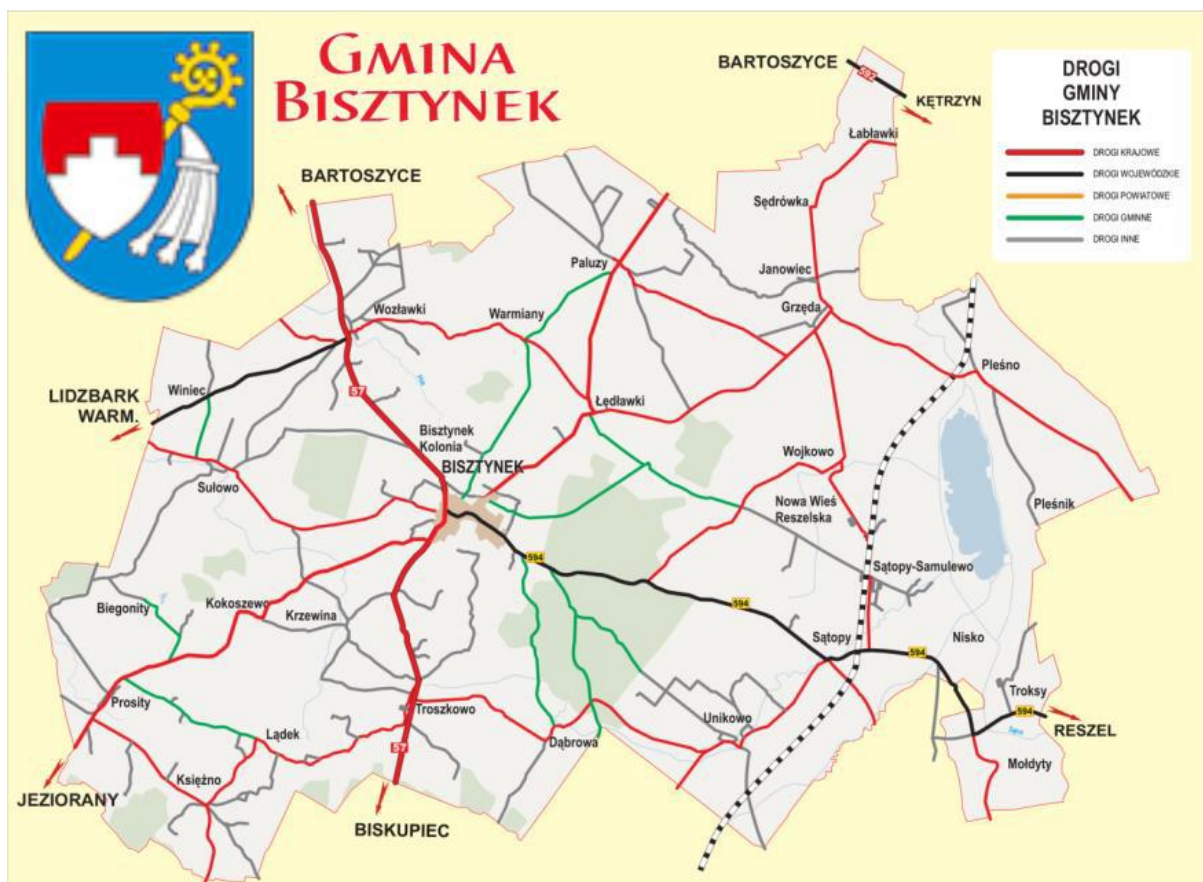 GMINA
BISZTYNEK
BARTOSZYCE
592
KĘTRZYN
DROGI
GMINY
BISZTYNEK
DROGI KRAJOWE
DROGI WOJEWÓDZKIE
DROGI POWIATOWE
DROGI GMINNE
DROGI INNE
Łabławki
BARTOSZYCE
Sędrówka
Paluzy
Janowiec
Wozławki
Warmiany
Grzęda
Pleśno
Winiec
57
LIDZBARK
WARM.
Łędławki
Bisztynek
Kolonia
BISZTYNEK
Wojkowo
Sułowo
Nowa Wieś
Reszelska
Pleśnik
594
Sątopy-Samulewo
Biegonity
Kokoszewo
Krzewina
594
Sątopy
Nisko
594
Prosity
Troszkowo
Unikowo
Troksy
594
RESZEL
Lądek
Dąbrowa
57
Mołdyty
Księżno
JEZIORANY
BISKUPIEC